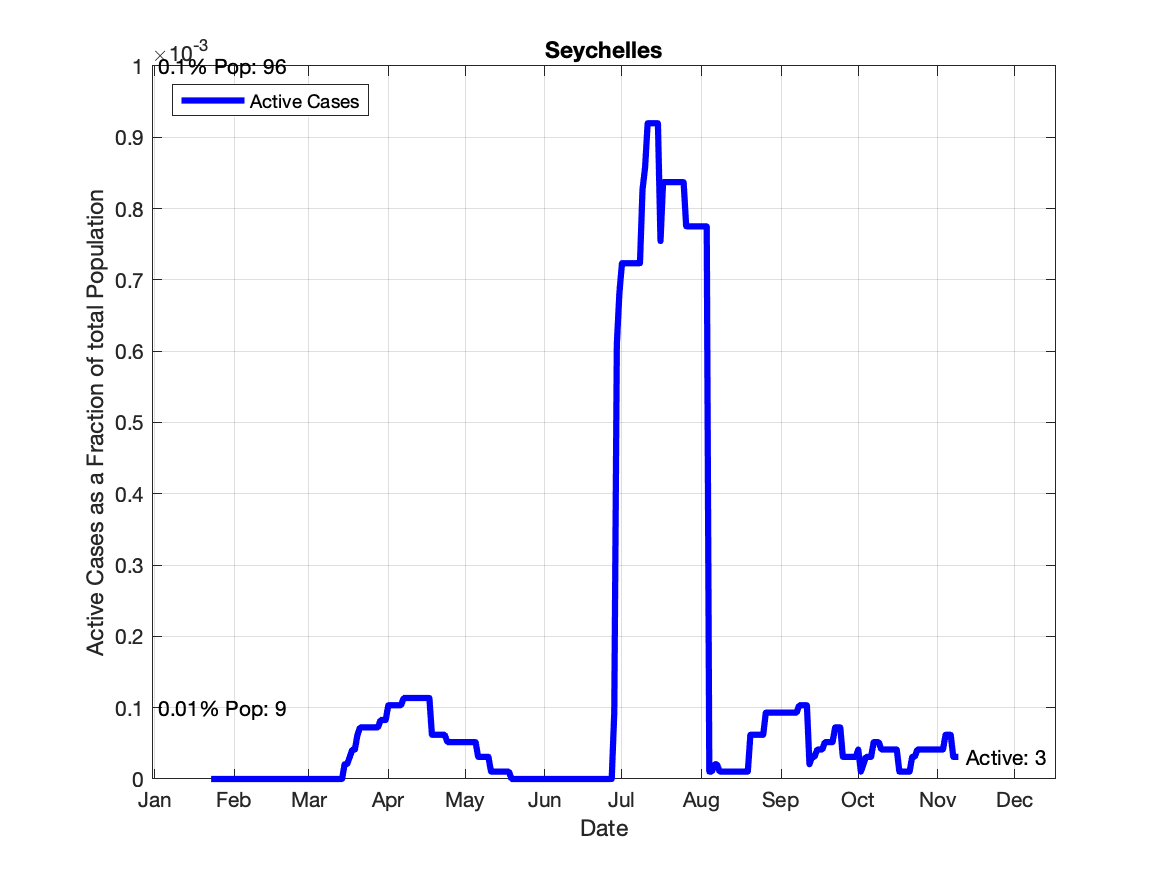 Seychelles
×10-3
0.1% Pop: 96
Active Cases
1
0.9
0.8
0.7
0.6
0.5
0.4
0.3
0.2
0.1
0
0.01% Pop: 9
Active: 3
Active Cases as a Fraction of total Population
Jan Feb Mar Apr May Jun Jul Aug Sep Oct Nov Dec
Date